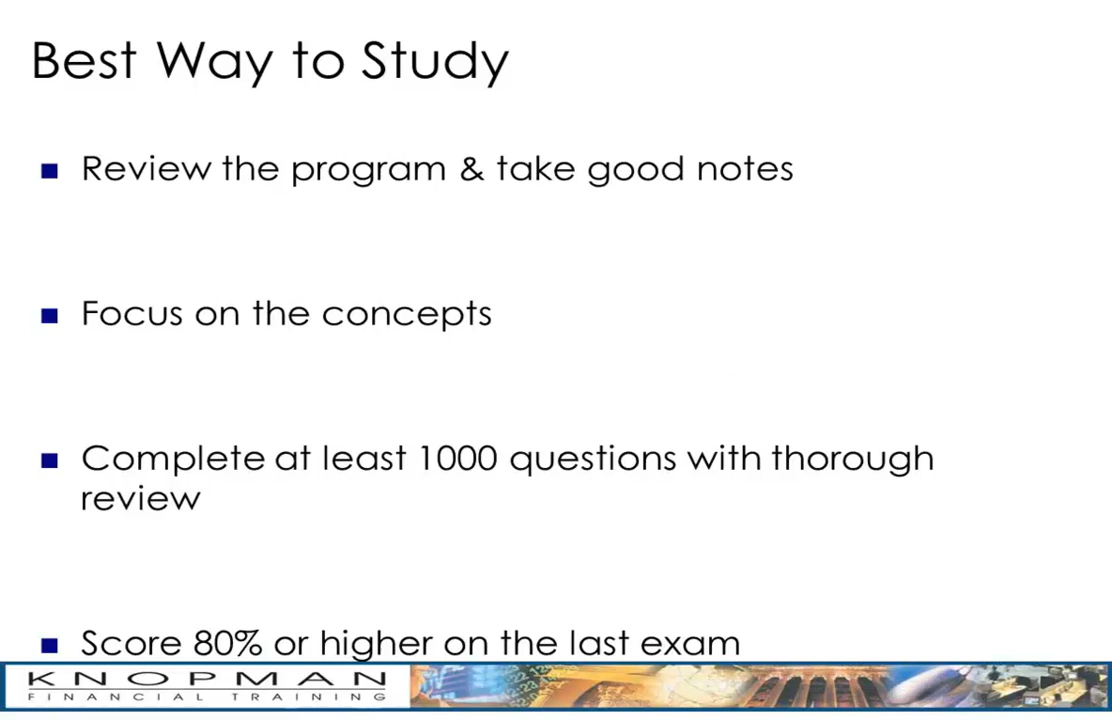 Best Way to Study
Review the program & take good notes
Focus on the concepts
Complete at least 1000 questions with thorough
review
Score 80% or higher on the last exam
KNOPMAN
FINANCIAL TRAINING